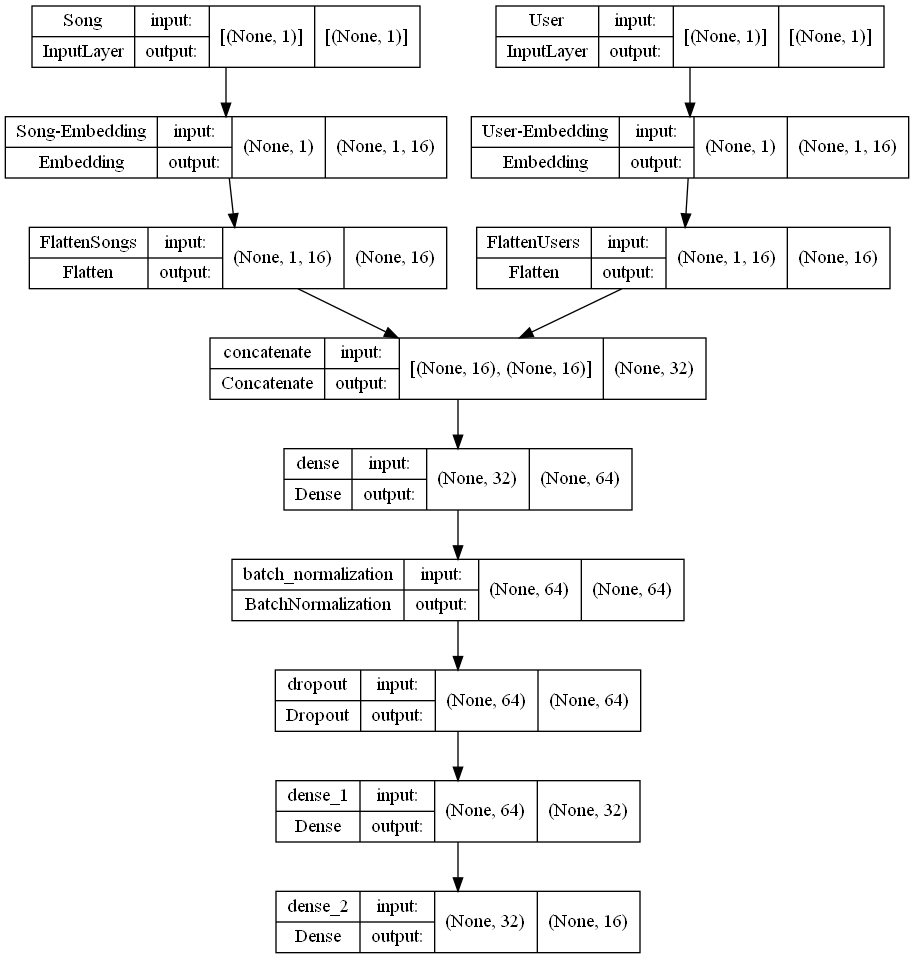 Song input: [(None, 1)] [(None, 1)]
InputLayer output:
User input: [(None, 1)] [(None, 1)]
InputLayer output:
Song-Embedding input: (None, 1) (None, 1, 16)
Embedding output:
User-Embedding input: (None, 1) (None, 1, 16)
Embedding output:
FlattenSongs input: (None, 1, 16) (None, 16)
Flatten output:
FlattenUsers input: (None, 1, 16) (None, 16)
Flatten output:
concatenate input: [(None, 16), (None, 16)] (None, 32)
Concatenate output:
dense input: (None, 32) (None, 64)
Dense output:
batch_normalization input: (None, 64) (None, 64)
BatchNormalization output:
dropout input: (None, 64) (None, 64)
Dropout output:
dense_1 input: (None, 64) (None, 32)
Dense output:
dense_2 input: (None, 32) (None, 16)
Dense output: